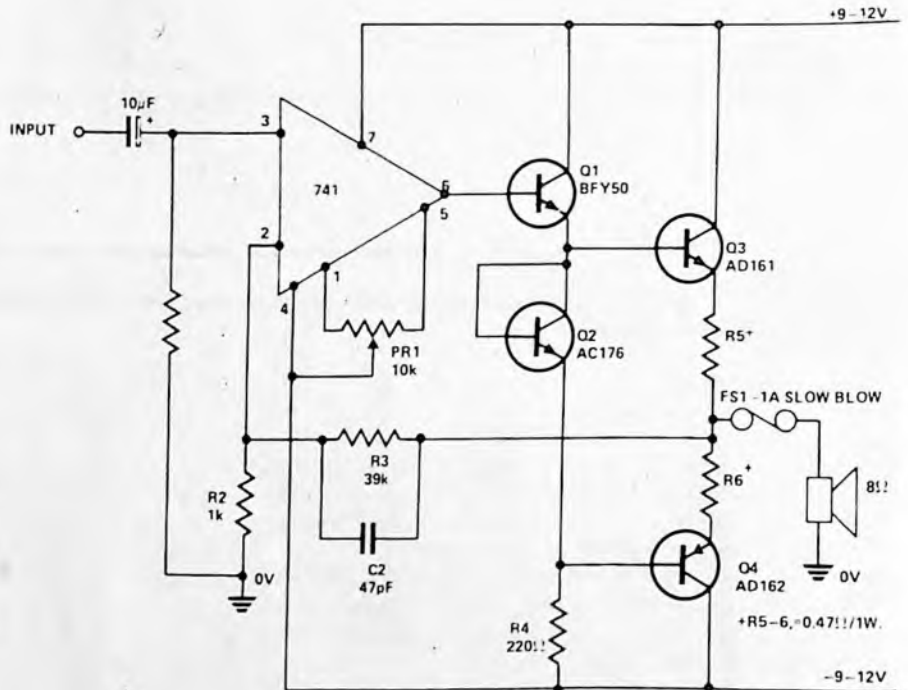 +9-12V
10µF
+
INPUT
3
7
741
6
5
Q1
BFY50
2
1
4
Q3
AD161
Q2
AC176
PR1
10k
R5+
FS1 -1A SLOW BLOW
R3
39k
R6+
8Ω
R2
1k
C2
47pF
0V
Q4
AD162
0V
R4
220Ω
+R5-6,=0.47Ω/1W.
-9-12V